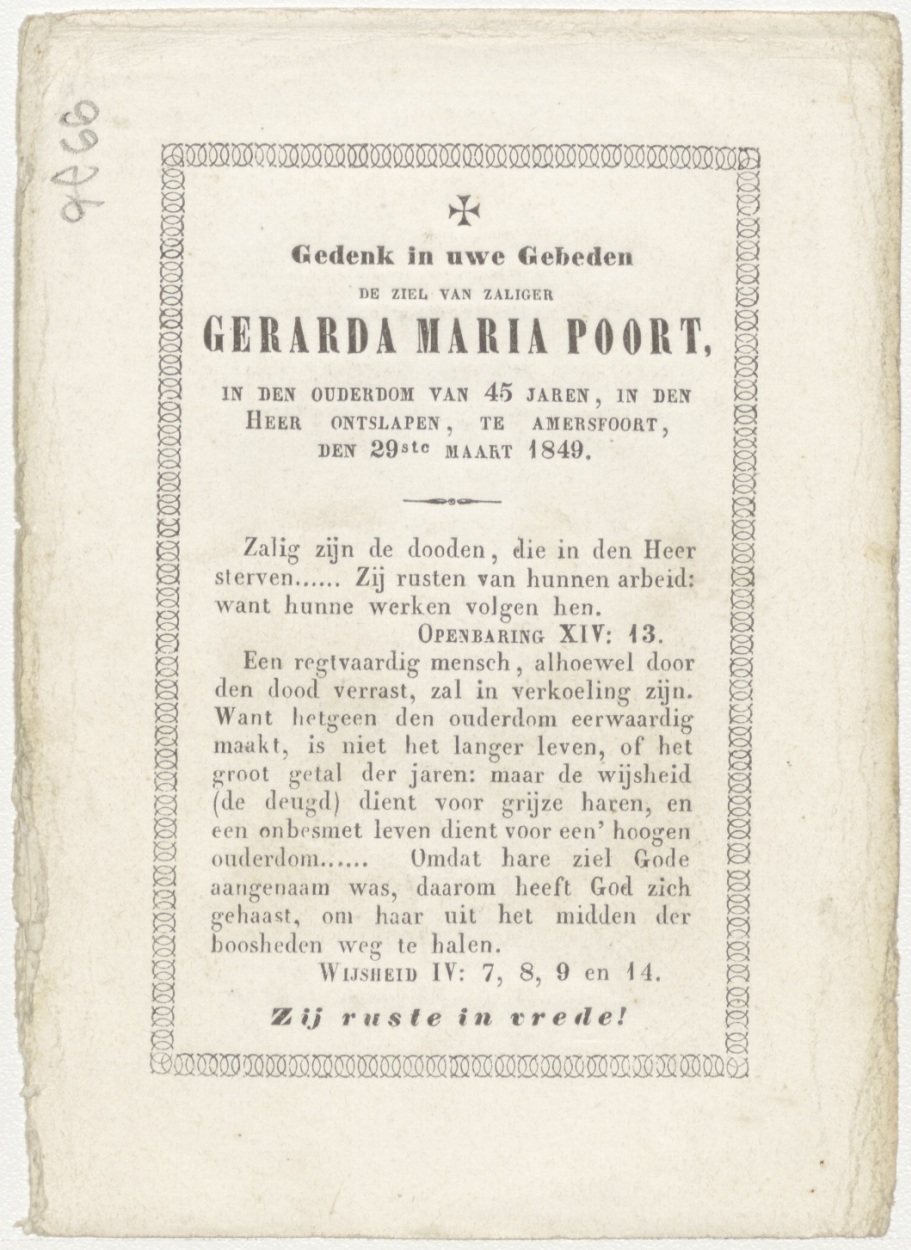 ✠
Gedenk in uwe Gebeden
DE ZIEL VAN ZALIGER
GERARDA MARIA POORT,
IN DEN OUDERDOM VAN 45 JAREN, IN DEN
HEER ONTSLAPEN, TE AMERSFOORT,
DEN 29ste MAART 1849.
Zalig zijn de dooden, die in den Heer
sterven...... Zij rusten van hunnen arbeid:
want hunne werken volgen hen.
OPENBARING XIV: 13.
Een regtvaardig mensch, alhoewel door
den dood verrast, zal in verkoeling zijn.
Want hetgeen den ouderdom eerwaardig
maakt, is niet het langer leven, of het
groot getal der jaren: maar de wijsheid
(de deugd) dient voor grijze haren, en
een onbesmet leven dient voor een' hoogen
ouderdom...... Omdat hare ziel Gode
aangenaam was, daarom heeft God zich
gehaast, om haar uit het midden der
boosheden weg te halen.
WIJSHEID IV: 7, 8, 9 en 14.
Zij ruste in vrede!